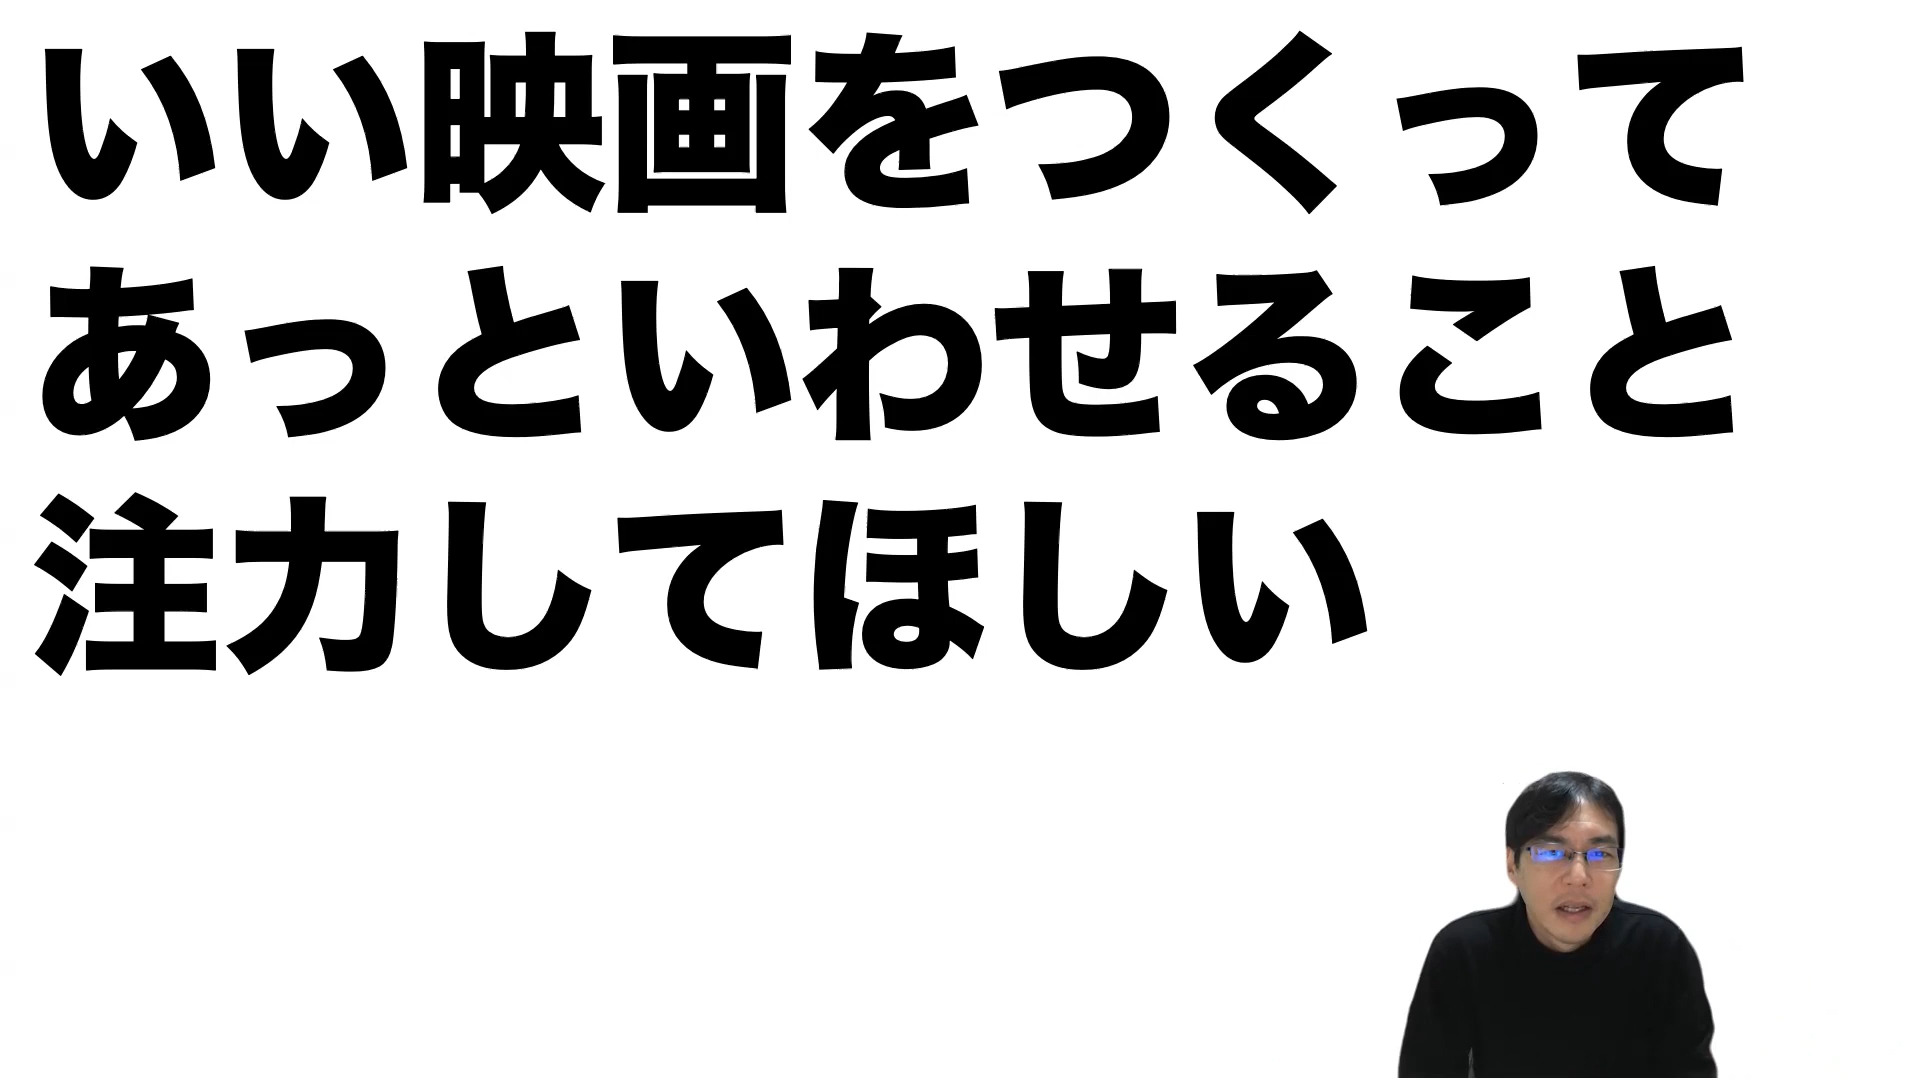 いい映画をつくって
あっといわせること
注力してほしい